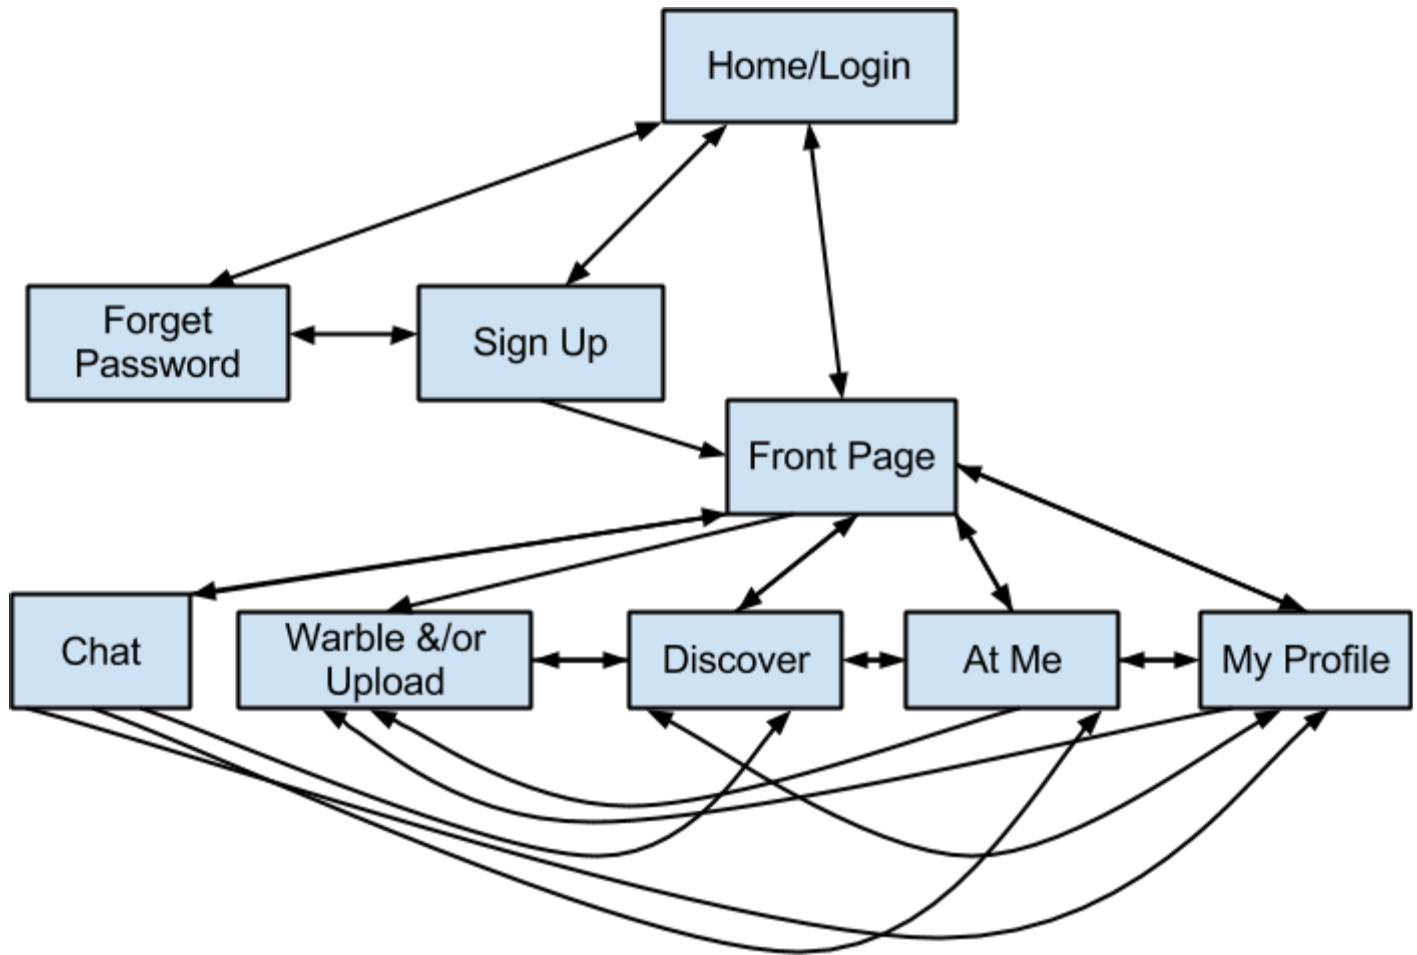 Home/Login
Forget
Password
Sign Up
Front Page
Chat
Warble &/or
Upload
Discover
At Me
My Profile